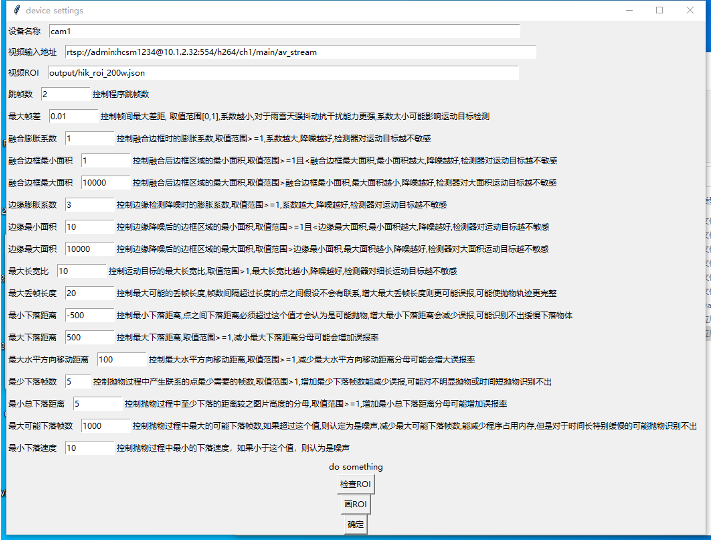 device settings
设备名称 cam1
视频输入地址 rtsp://admin:hcsm1234@10.1.2.32:554/h264/ch1/main/av_stream
视频ROI output/hik_roi_200w.json
跳帧数 2 控制程序跳帧数
最大帧差 0.01 控制帧间最大差距, 取值范围[0,1],系数越小,对于雨雪天强抖动抗干扰能力更强,系数太小可能影响运动目标检测
融合膨胀系数 1 控制融合边框时的膨胀系数,取值范围>=1,系数越大,降噪越好,检测器对运动目标越不敏感
融合边框最小面积 1 控制融合后边框区域的最小面积,取值范围>=1且<融合边框最大面积,最小面积越大,降噪越好,检测器对运动目标越不敏感
融合边框最大面积 10000 控制融合后边框区域的最大面积,取值范围>融合边框最小面积,最大面积越小,降噪越好,检测器对大面积运动目标越不敏感
边缘膨胀系数 3 控制边缘检测降噪时的膨胀系数,取值范围>=1,系数越大,降噪越好,检测器对运动目标越不敏感
边缘最小面积 10 控制边缘降噪后的边框区域的最小面积,取值范围>=1且<边缘最大面积,最小面积越大,降噪越好,检测器对运动目标越不敏感
边缘最大面积 10000 控制边缘降噪后的边框区域的最大面积,取值范围>边缘最小面积,最大面积越小,降噪越好,检测器对大面积运动目标越不敏感
最大长宽比 10 控制运动目标的最大长宽比,取值范围>1,最大长宽比越小,降噪越好,检测器对细长运动目标越不敏感
最大丢帧长度 20 控制最大可能的丢帧长度,帧数间隔超过长度的点之间假设不会有联系,增大最大丢帧长度则更可能误报,可能使抛物轨迹更完整
最小下落距离 -500 控制最小下落距离,点之间下落距离必须超过这个值才会认为是可能抛物,增大最小下落距离会减少误报,可能识别不出缓慢下落物体
最大下落距离 500 控制最大下落距离,取值范围>=1,减小最大下落距离分母可能会增加误报率
最大水平方向移动距离 100 控制最大水平方向移动距离,取值范围>=1,减少最大水平方向移动距离分母可能会增大误报率
最少下落帧数 5 控制抛物过程中产生联系的点最少需要的帧数,取值范围>1,增加最少下落帧数能减少误报,可能对不明显抛物或时间短抛物识别不出
最小总下落距离 5 控制抛物过程中至少下落的距离较之图片高度的分母,取值范围>=1,增加最小总下落距离分母可能增加误报率
最大可能下落帧数 1000 控制抛物过程中最大的可能下落帧数,如果超过这个值,则认定为是噪声,减少最大可能下落帧数,能减少程序占用内存,但是对于时间长特别缓慢的可能抛物识别不出
最小下落速度 10 控制抛物过程中最小的下落速度，如果小于这个值，则认为是噪声
do something
检查ROI
画ROI
确定